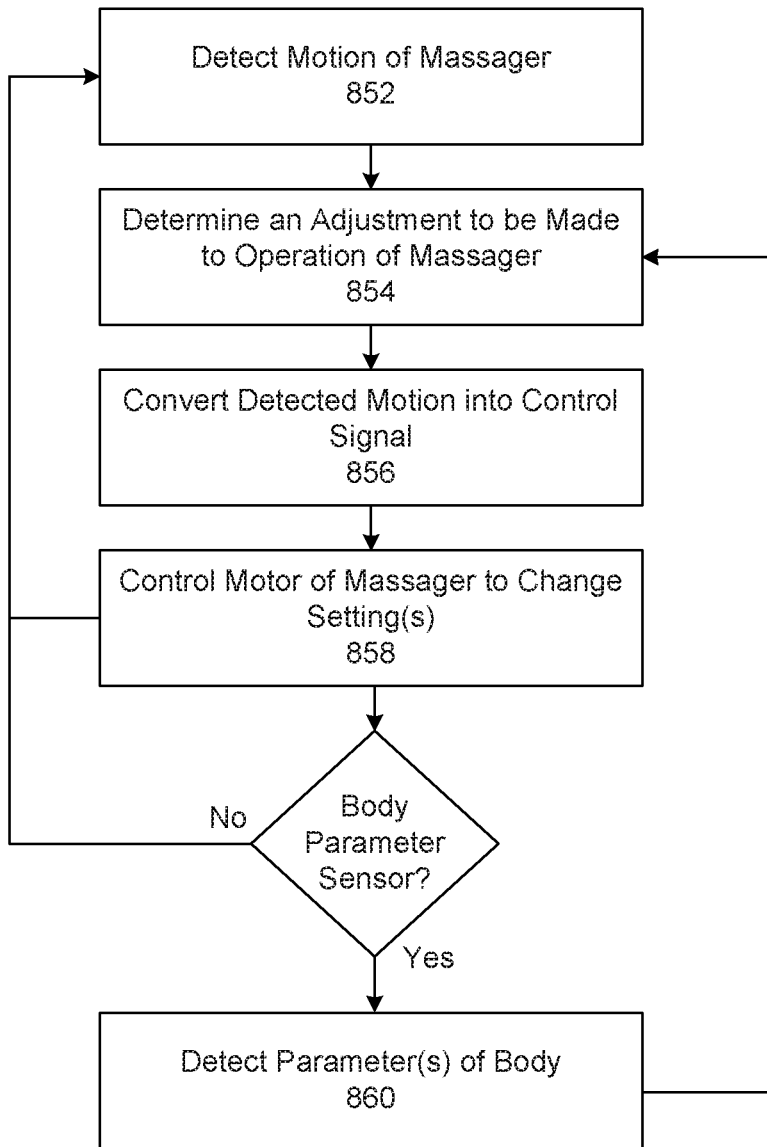 Detect Motion of Massager
852
Determine an Adjustment to be Made
to Operation of Massager
854
Convert Detected Motion into Control
Signal
856
Control Motor of Massager to Change
Setting(s)
858
No
Body
Parameter
Sensor?
Yes
Detect Parameter(s) of Body
860